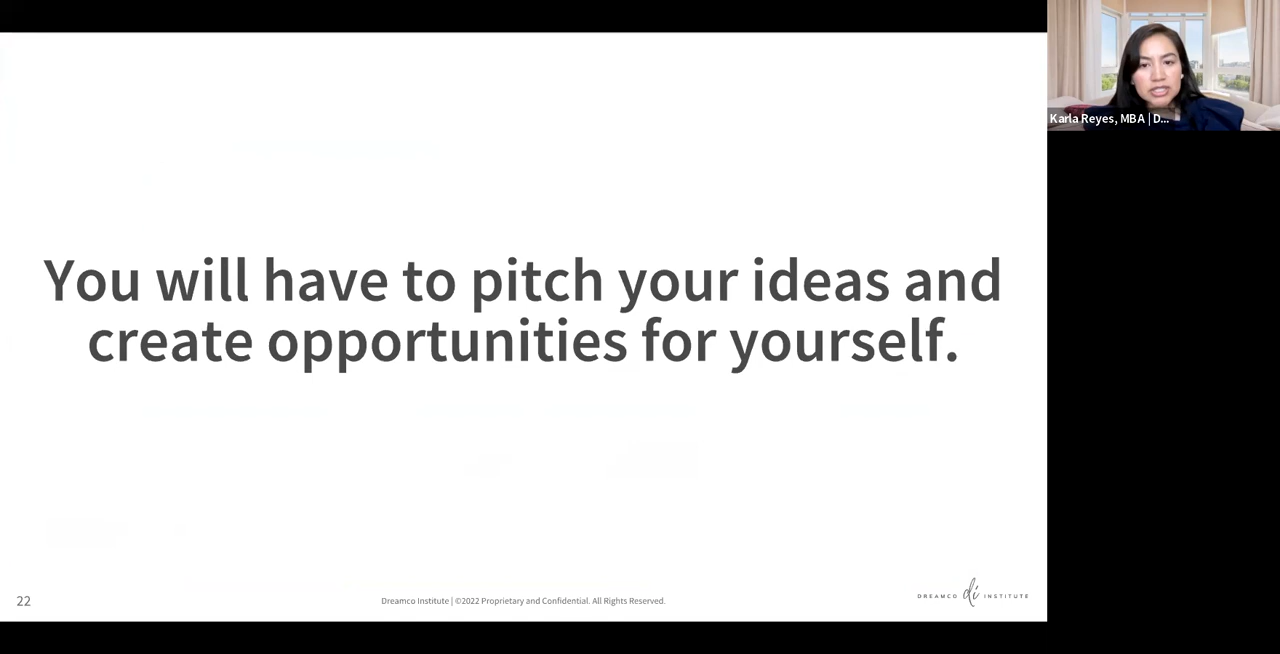 You will have to pitch your ideas and
create opportunities for yourself.
Karla Reyes, MBA | D...
22
Dreamco Institute | ©2022 Proprietary and Confidential. All Rights Reserved.
DREAMCO di INSTITUTE